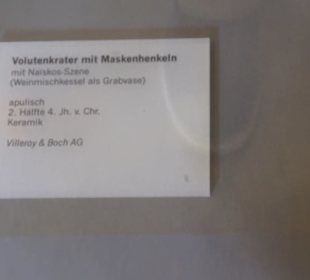 Volutenkrater mit Maskenhenkeln
mit Naiskos-Szene
(Weinmischkessel als Grabvase)
apulisch
2. Hälfte 4. Jh. v. Chr.
Keramik
Villeroy & Boch AG